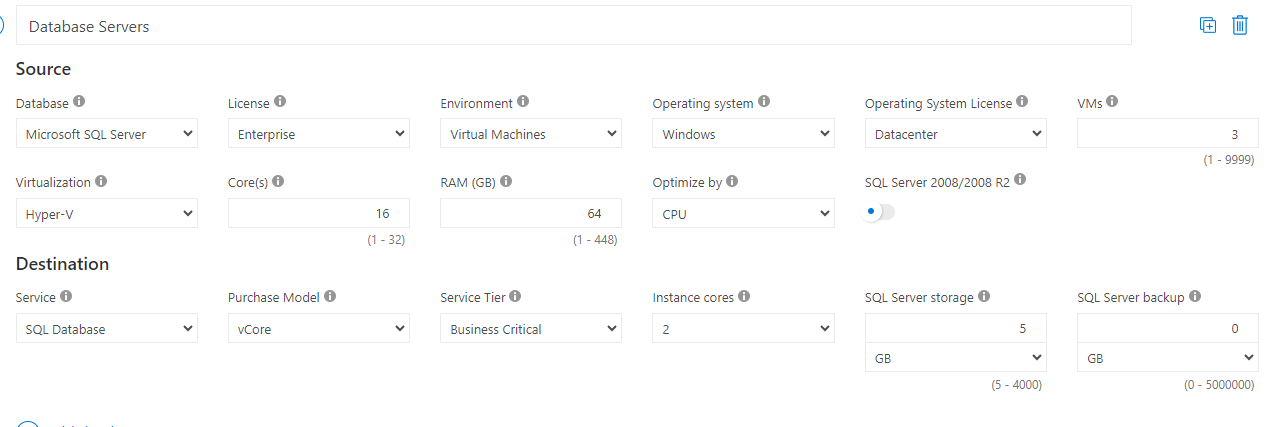 Database Servers
Source
Database License Environment Operating system Operating System License VMs
Microsoft SQL Server Enterprise Virtual Machines Windows Datacenter 3
(1 - 9999)
Virtualization Core(s) RAM (GB) Optimize by SQL Server 2008/2008 R2
Hyper-V 16 64 CPU
(1 - 32) (1 - 448)
Destination
Service Purchase Model Service Tier Instance cores SQL Server storage SQL Server backup
SQL Database vCore Business Critical 2 5 0
GB GB
(5 - 4000) (0 - 5000000)